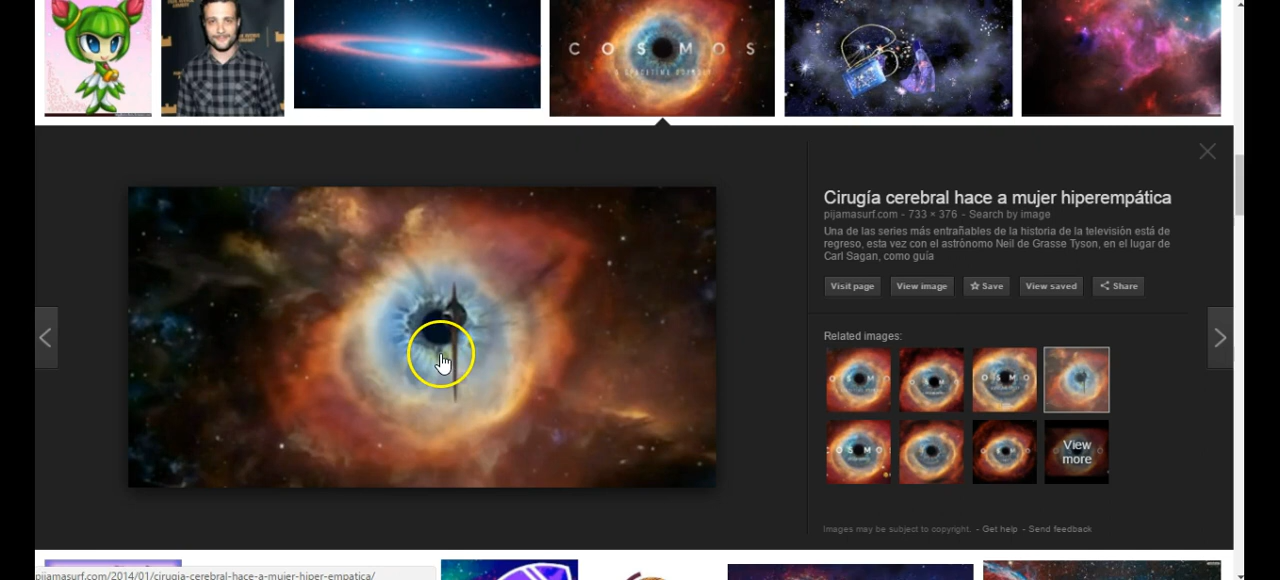 COSMOS
Cirugía cerebral hace a mujer hiperempática
pijamasurf.com - 733 × 376 - Search by image
Una de las series más entrañables de la historia de la televisión está de
regreso, esta vez con el astrónomo Neil de Grasse Tyson, en el lugar de
Carl Sagan, como guía
Visit page
View image
Save
View saved
Share
Related images:
View
more
Images may be subject to copyright. - Get help - Send feedback
pijamasurf.com/2014/01/cirugia-cerebral-hace-a-mujer-hiper-empatica/